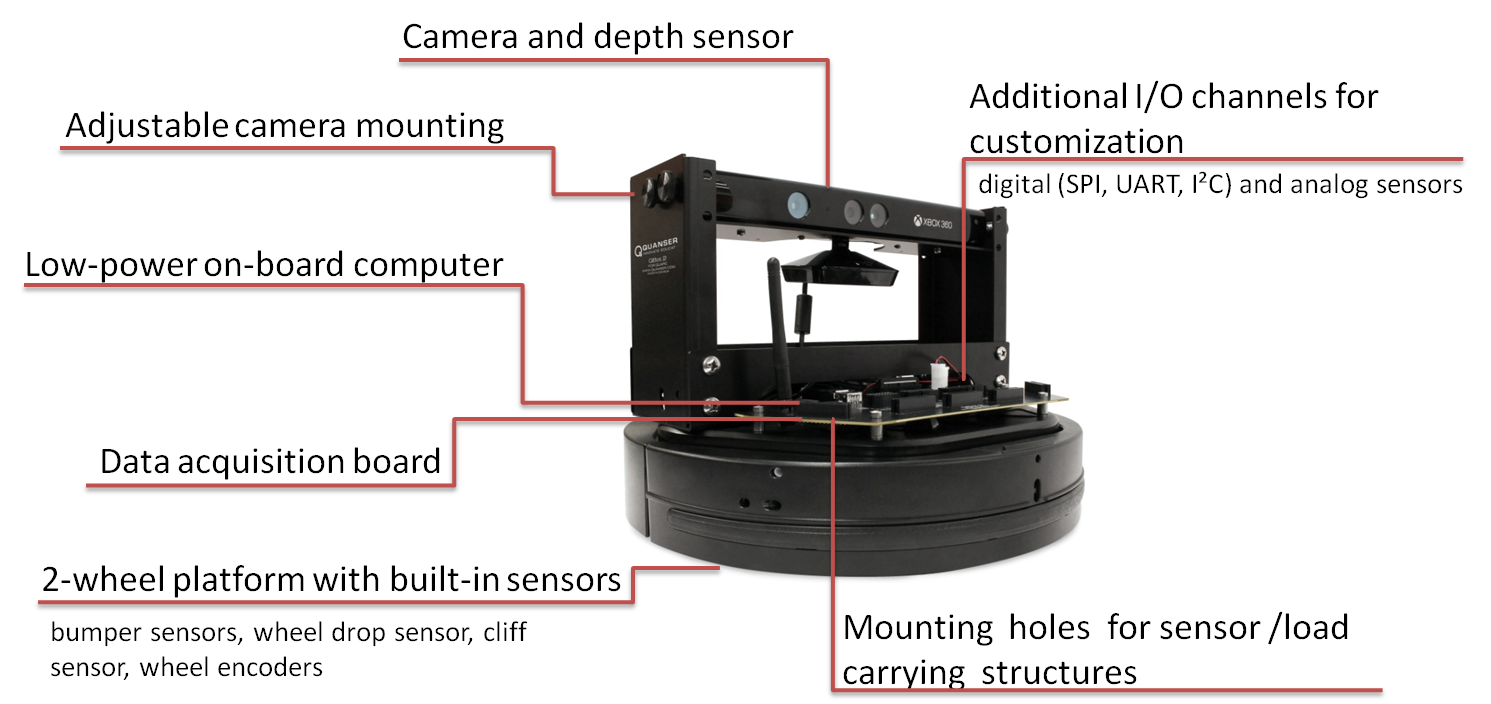 Camera and depth sensor
Additional I/O channels for
customization
digital (SPI, UART, I²C) and analog sensors
Adjustable camera mounting
XBOX 360
QUANSER
Low-power on-board computer
Data acquisition board
2-wheel platform with built-in sensors
bumper sensors, wheel drop sensor, cliff
sensor, wheel encoders
Mounting holes for sensor /load
carrying structures